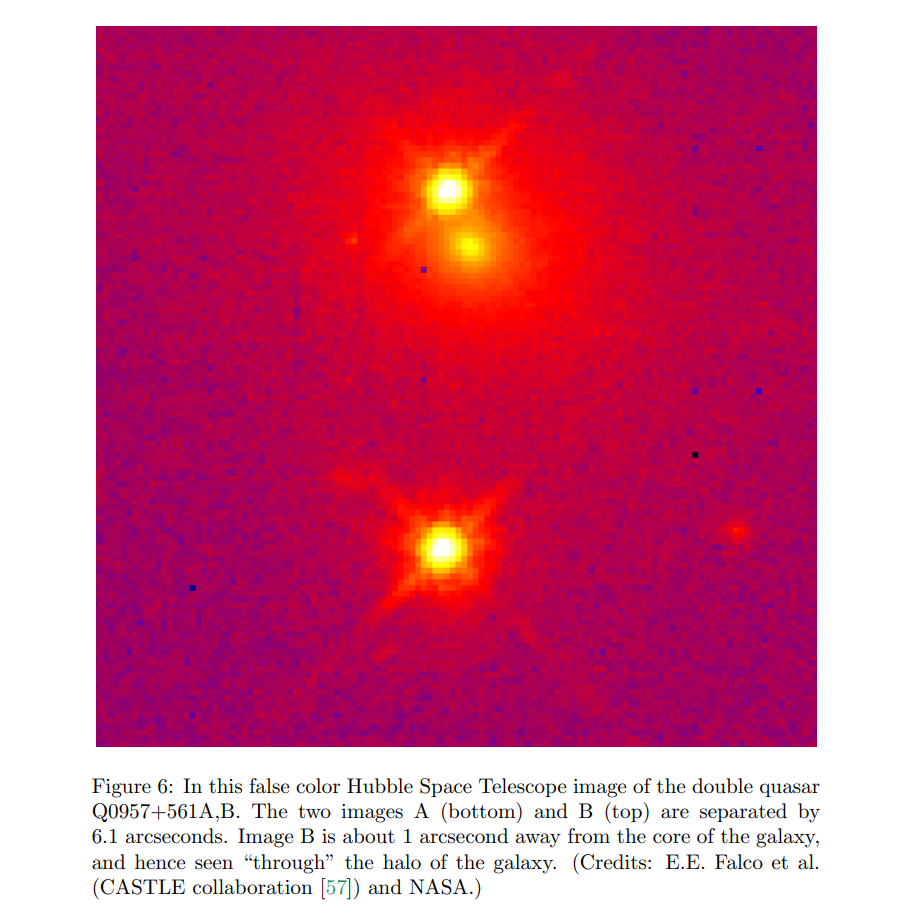 Figure 6: In this false color Hubble Space Telescope image of the double quasar
Q0957+561A,B. The two images A (bottom) and B (top) are separated by
6.1 arcseconds. Image B is about 1 arcsecond away from the core of the galaxy,
and hence seen “through” the halo of the galaxy. (Credits: E.E. Falco et al.
(CASTLE collaboration [57]) and NASA.)